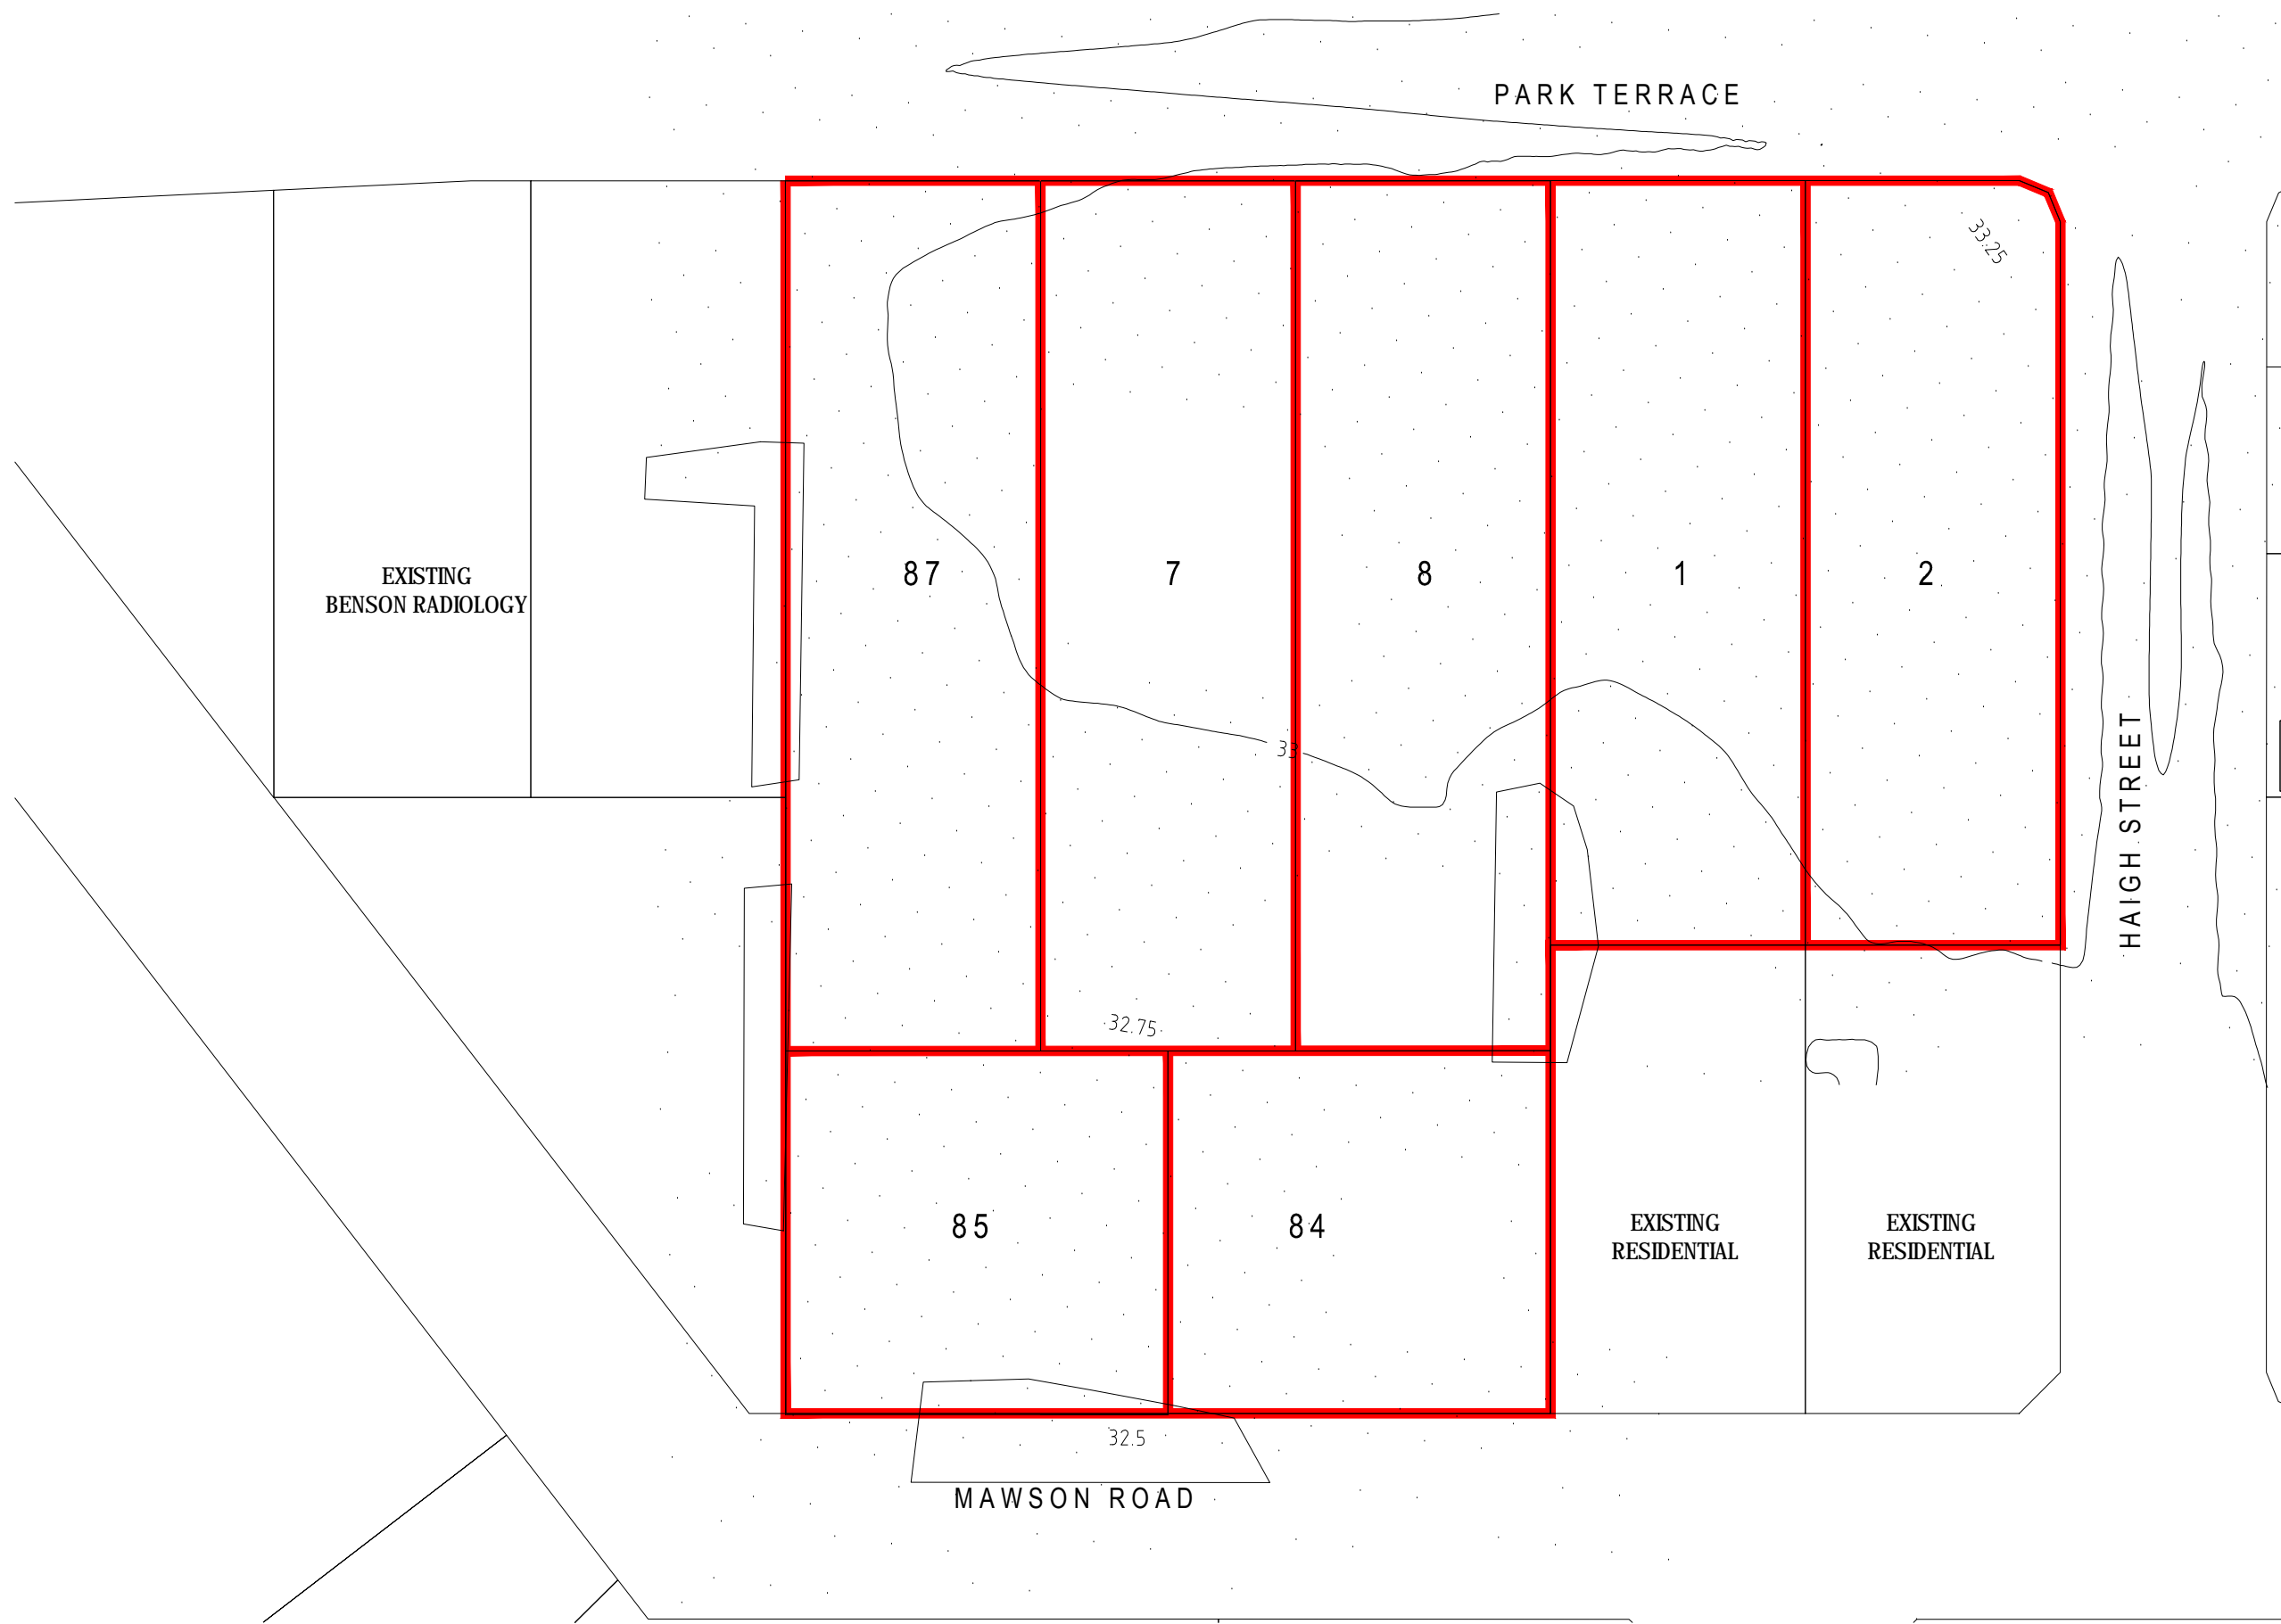 PARK TERRACE
33.25
EXISTING
BENSON RADIOLOGY
87
7
8
1
2
33
HAIGH STREET
32.75
85
84
EXISTING
RESIDENTIAL
EXISTING
RESIDENTIAL
32.5
MAWSON ROAD